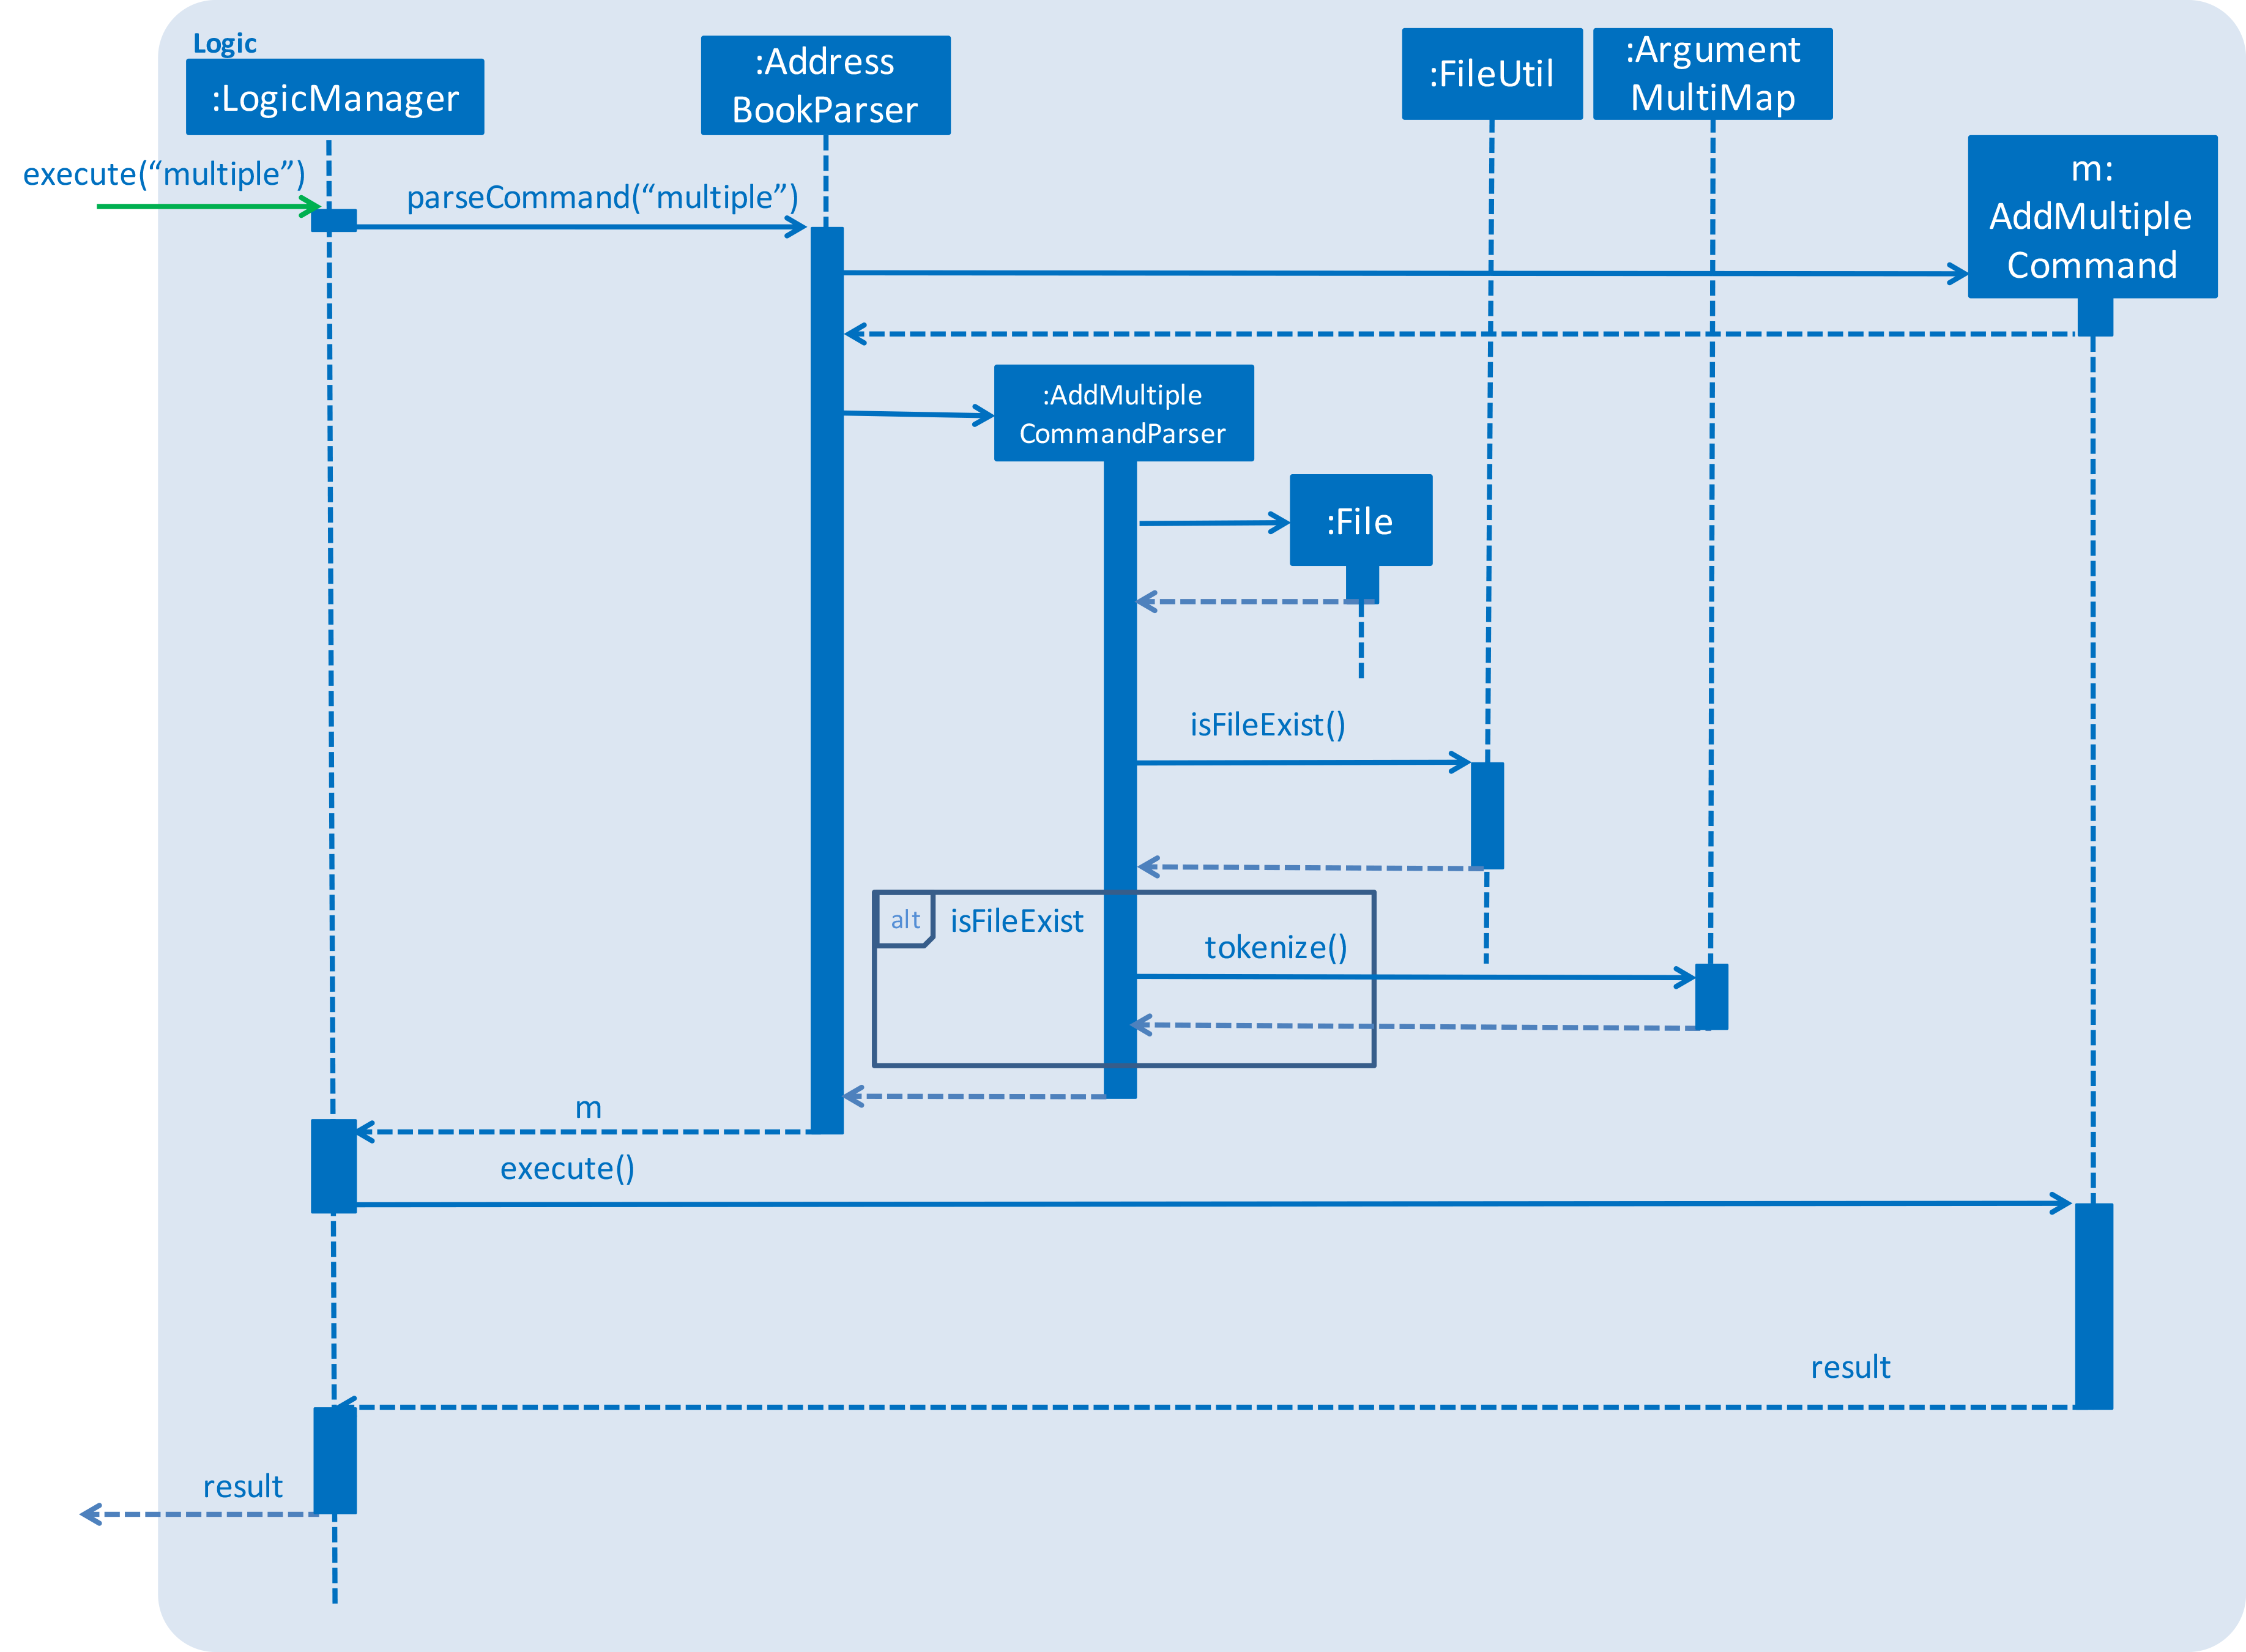 Logic
:LogicManager
:Address
BookParser
:FileUtil
:Argument
MultiMap
m:
AddMultiple
Command
execute(“multiple”)
parseCommand(“multiple”)
:AddMultiple
CommandParser
:File
isFileExist()
alt
isFileExist
tokenize()
m
execute()
result
result